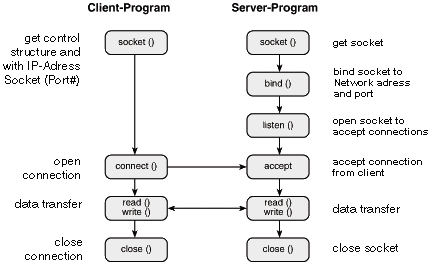 Client-Program Server-Program
get control
structure and
with IP-Adress
Socket (Port#)
socket ()
socket ()
get socket
bind ()
bind socket to
Network adress
and port
listen ()
open socket to
accept connections
open
connection
connect ()
accept
accept connection
from client
data transfer
read ()
write ()
read ()
write ()
data transfer
close
connection
close ()
close ()
close socket